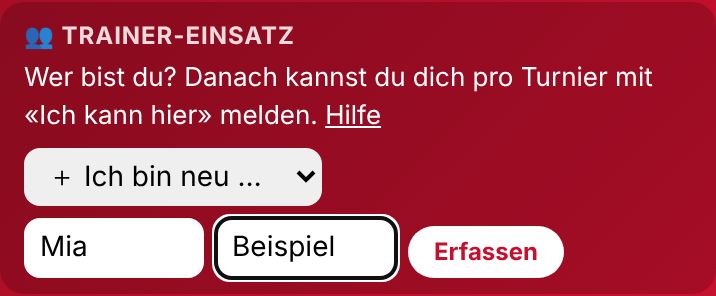 👥 TRAINER-EINSATZ
Wer bist du? Danach kannst du dich pro Turnier mit
«Ich kann hier» melden. Hilfe
+ Ich bin neu ...
Mia Beispiel Erfassen